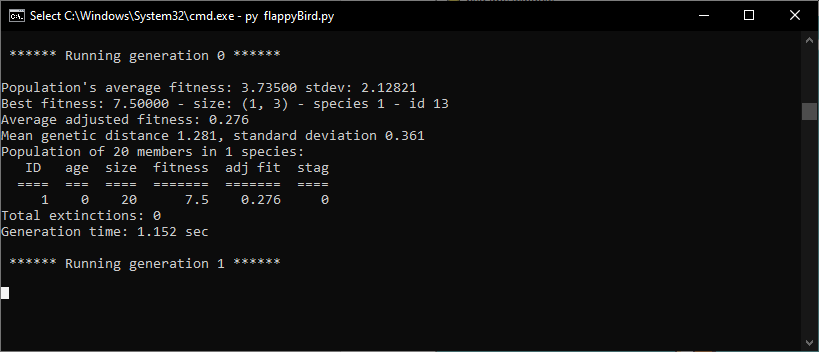 Select C:\Windows\System32\cmd.exe - py  flappyBird.py
****** Running generation 0 ******
Population's average fitness: 3.73500 stdev: 2.12821
Best fitness: 7.50000 - size: (1, 3) - species 1 - id 13
Average adjusted fitness: 0.276
Mean genetic distance 1.281, standard deviation 0.361
Population of 20 members in 1 species:
ID   age  size  fitness  adj fit  stag
====  ===  ====  =======  =======  ====
1    0    20      7.5    0.276     0
Total extinctions: 0
Generation time: 1.152 sec
****** Running generation 1 ******